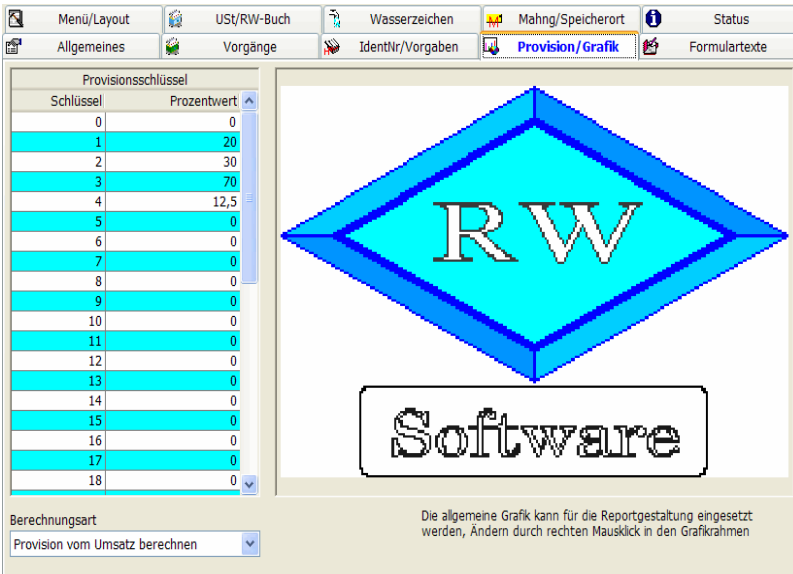 Menü/Layout USt/RW-Buch Wasserzeichen Mahng/Speicherort Status
Allgemeines Vorgänge IdentNr/Vorgaben Provision/Grafik Formulartexte
Provisionsschlüssel
Schlüssel Prozentwert
0 0
1 20
2 30
3 70
4 12,5
5 0
6 0
7 0
8 0
9 0
10 0
11 0
12 0
13 0
14 0
15 0
16 0
17 0
18 0
RW
Software
Berechnungsart
Provision vom Umsatz berechnen
Die allgemeine Grafik kann für die Reportgestaltung eingesetzt
werden, Ändern durch rechten Mausklick in den Grafikrahmen